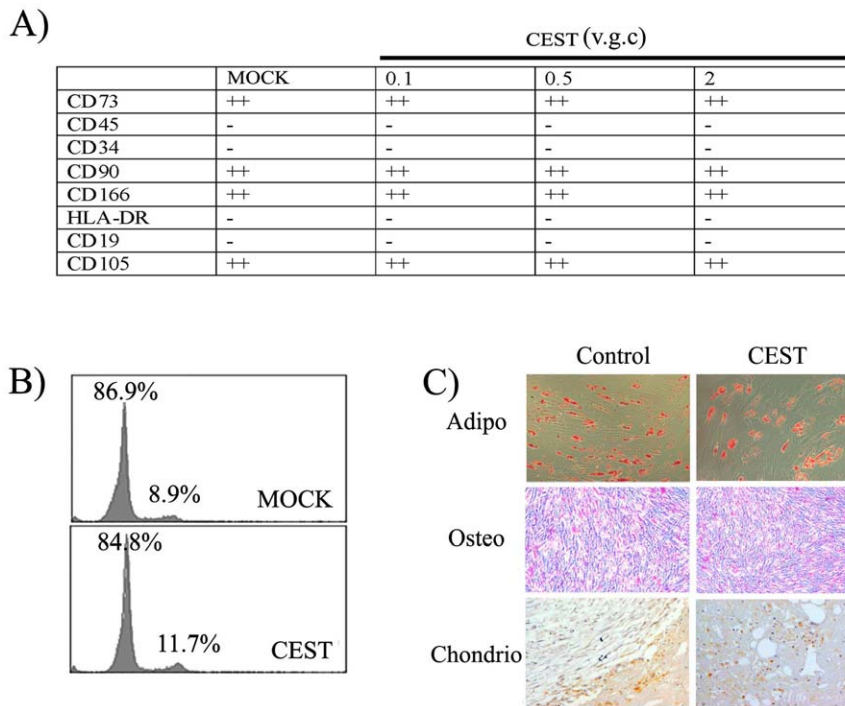 A)
CEST (v.g.c)
MOCK 0.1 0.5 2
CD73 ++ ++ ++ ++
CD45 - - - -
CD34 - - - -
CD90 ++ ++ ++ ++
CD166 ++ ++ ++ ++
HLA-DR - - - -
CD19 - - - -
CD105 ++ ++ ++ ++
B)
86.9%
8.9%
MOCK
84.8%
11.7%
CEST
C)
Control CEST
Adipo
Osteo
Chondrio